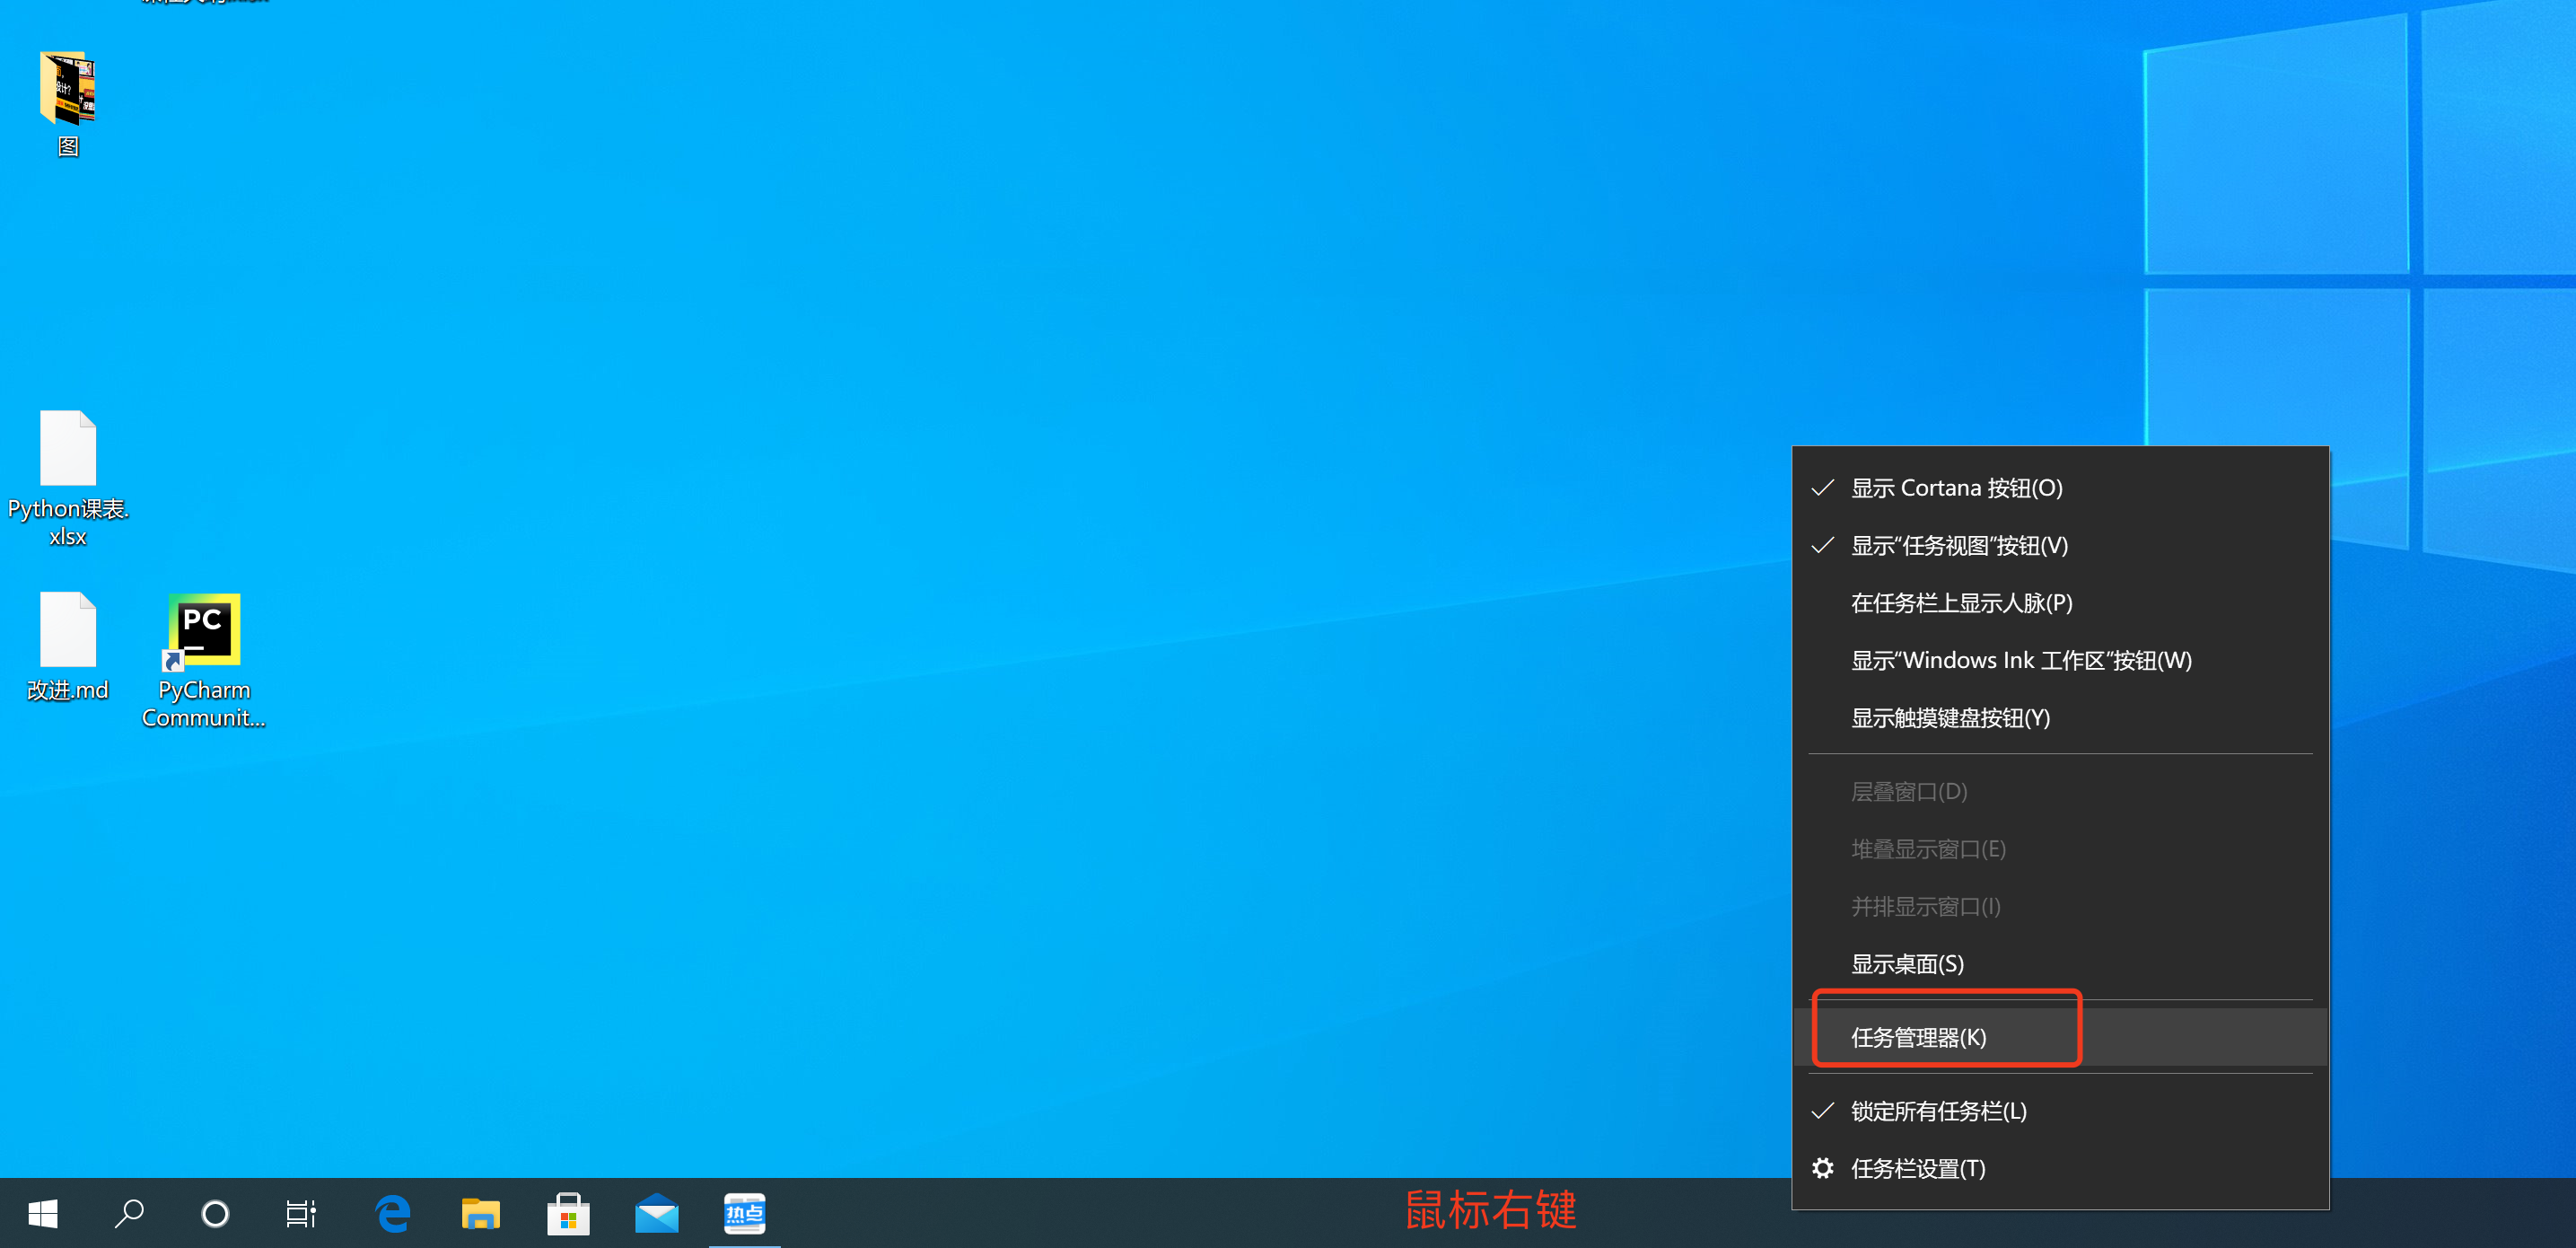 图
Python课表.
xlsx
改进.md
PC
PyCharm
Communit...
显示 Cortana 按钮(O)
显示“任务视图”按钮(V)
在任务栏上显示人脉(P)
显示“Windows Ink 工作区”按钮(W)
显示触摸键盘按钮(Y)
层叠窗口(D)
堆叠显示窗口(E)
并排显示窗口(I)
显示桌面(S)
任务管理器(K)
锁定所有任务栏(L)
任务栏设置(T)
热点
鼠标右键